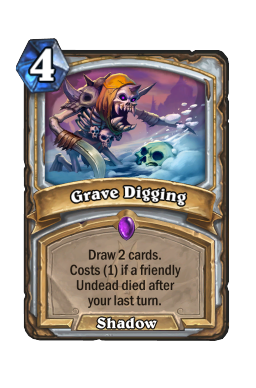 4
Grave Digging
Draw 2 cards.
Costs (1) if a friendly
Undead died after
your last turn.
Shadow